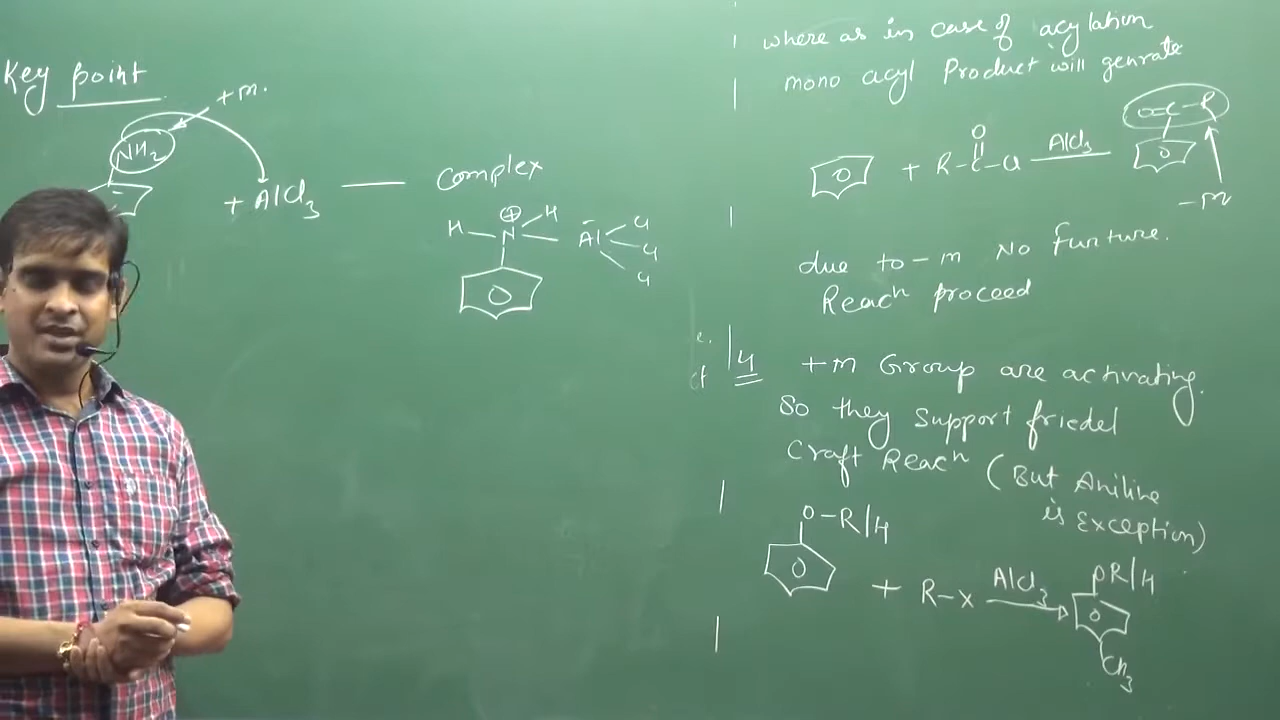 Key point
+m.
NH2
+ AlCl3
Complex
H
⊕
H
N
Al
-
Cl
Cl
Cl
where as in case of acylation
mono acyl Product will genrate
+ R-C-Cl AlCl3
O
O=C-R
-m
due to -m No Furture.
Reacn proceed
4
+m Group are activating.
So they support friedel
Craft Reacn (But Aniline
is Exception)
O-R/H
+ R-x AlCl3
OR/H
CH3